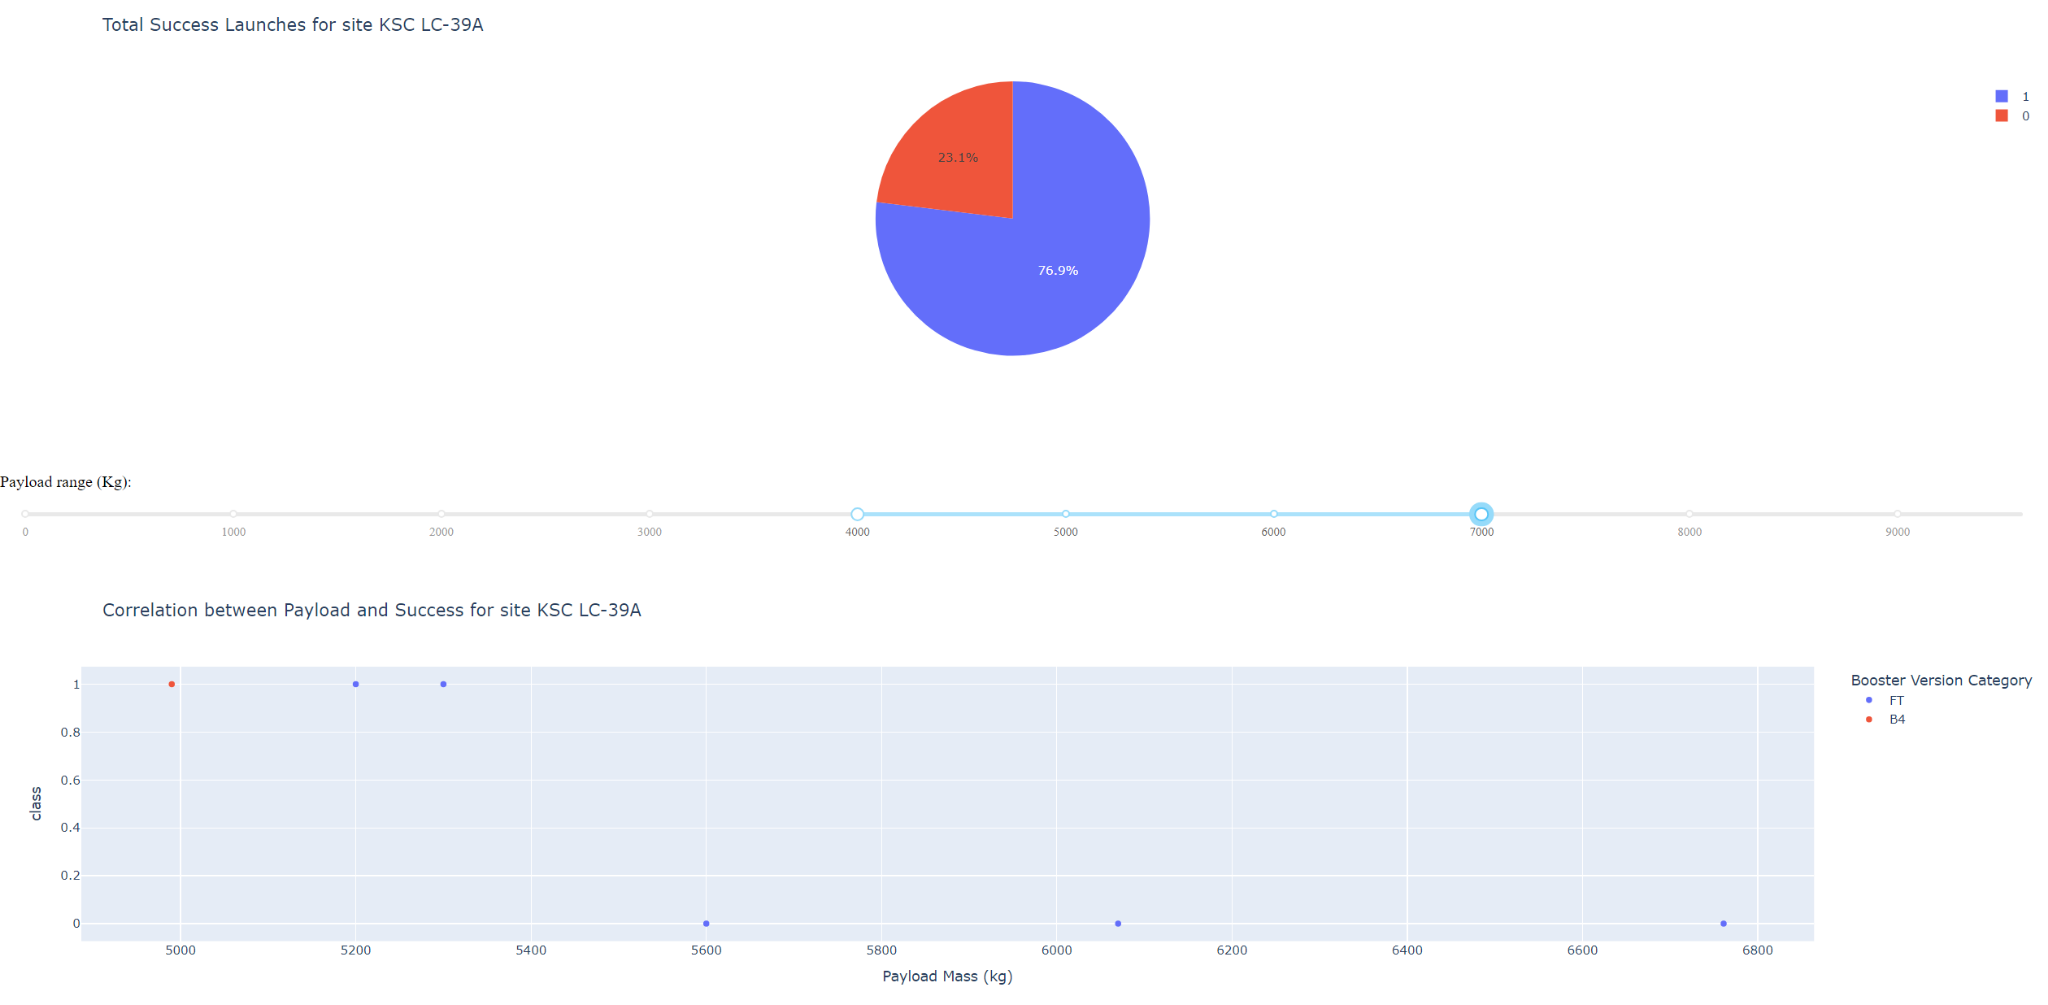 Total Success Launches for site KSC LC-39A
1
0
23.1%
76.9%
Payload range (Kg):
0 1000 2000 3000 4000 5000 6000 7000 8000 9000
Correlation between Payload and Success for site KSC LC-39A
Booster Version Category
FT
B4
1
0.8
0.6
0.4
0.2
0
class
5000 5200 5400 5600 5800 6000 6200 6400 6600 6800
Payload Mass (kg)